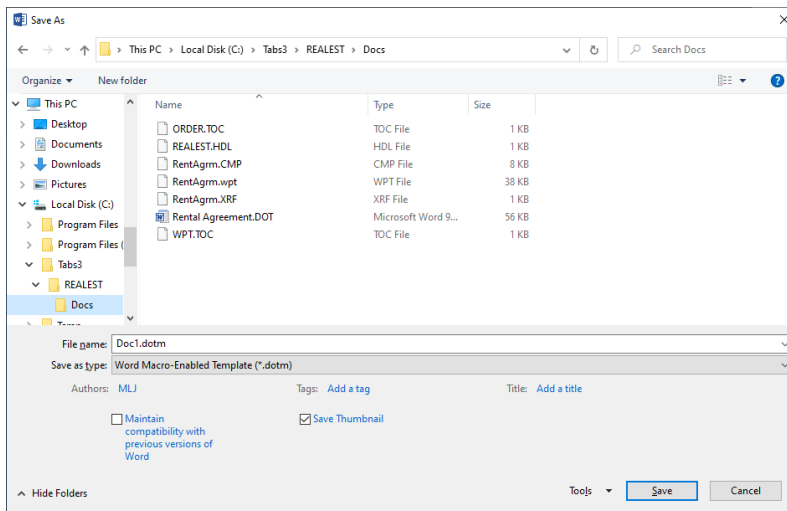 Save As
This PC > Local Disk (C:) > Tabs3 > REALEST > Docs
Search Docs
Organize
New folder
This PC
Desktop
Documents
Downloads
Pictures
Local Disk (C:)
Program Files
Program Files (
Tabs3
REALEST
Docs
Name Type Size
ORDER.TOC TOC File 1 KB
REALEST.HDL HDL File 1 KB
RentAgrm.CMP CMP File 8 KB
RentAgrm.wpt WPT File 38 KB
RentAgrm.XRF XRF File 1 KB
Rental Agreement.DOT Microsoft Word 9... 56 KB
WPT.TOC TOC File 1 KB
File name: Doc1.dotm
Save as type: Word Macro-Enabled Template (*.dotm)
Authors: MLJ
Tags: Add a tag
Title: Add a title
Maintain
compatibility with
previous versions of
Word
Save Thumbnail
Hide Folders
Tools
Save
Cancel